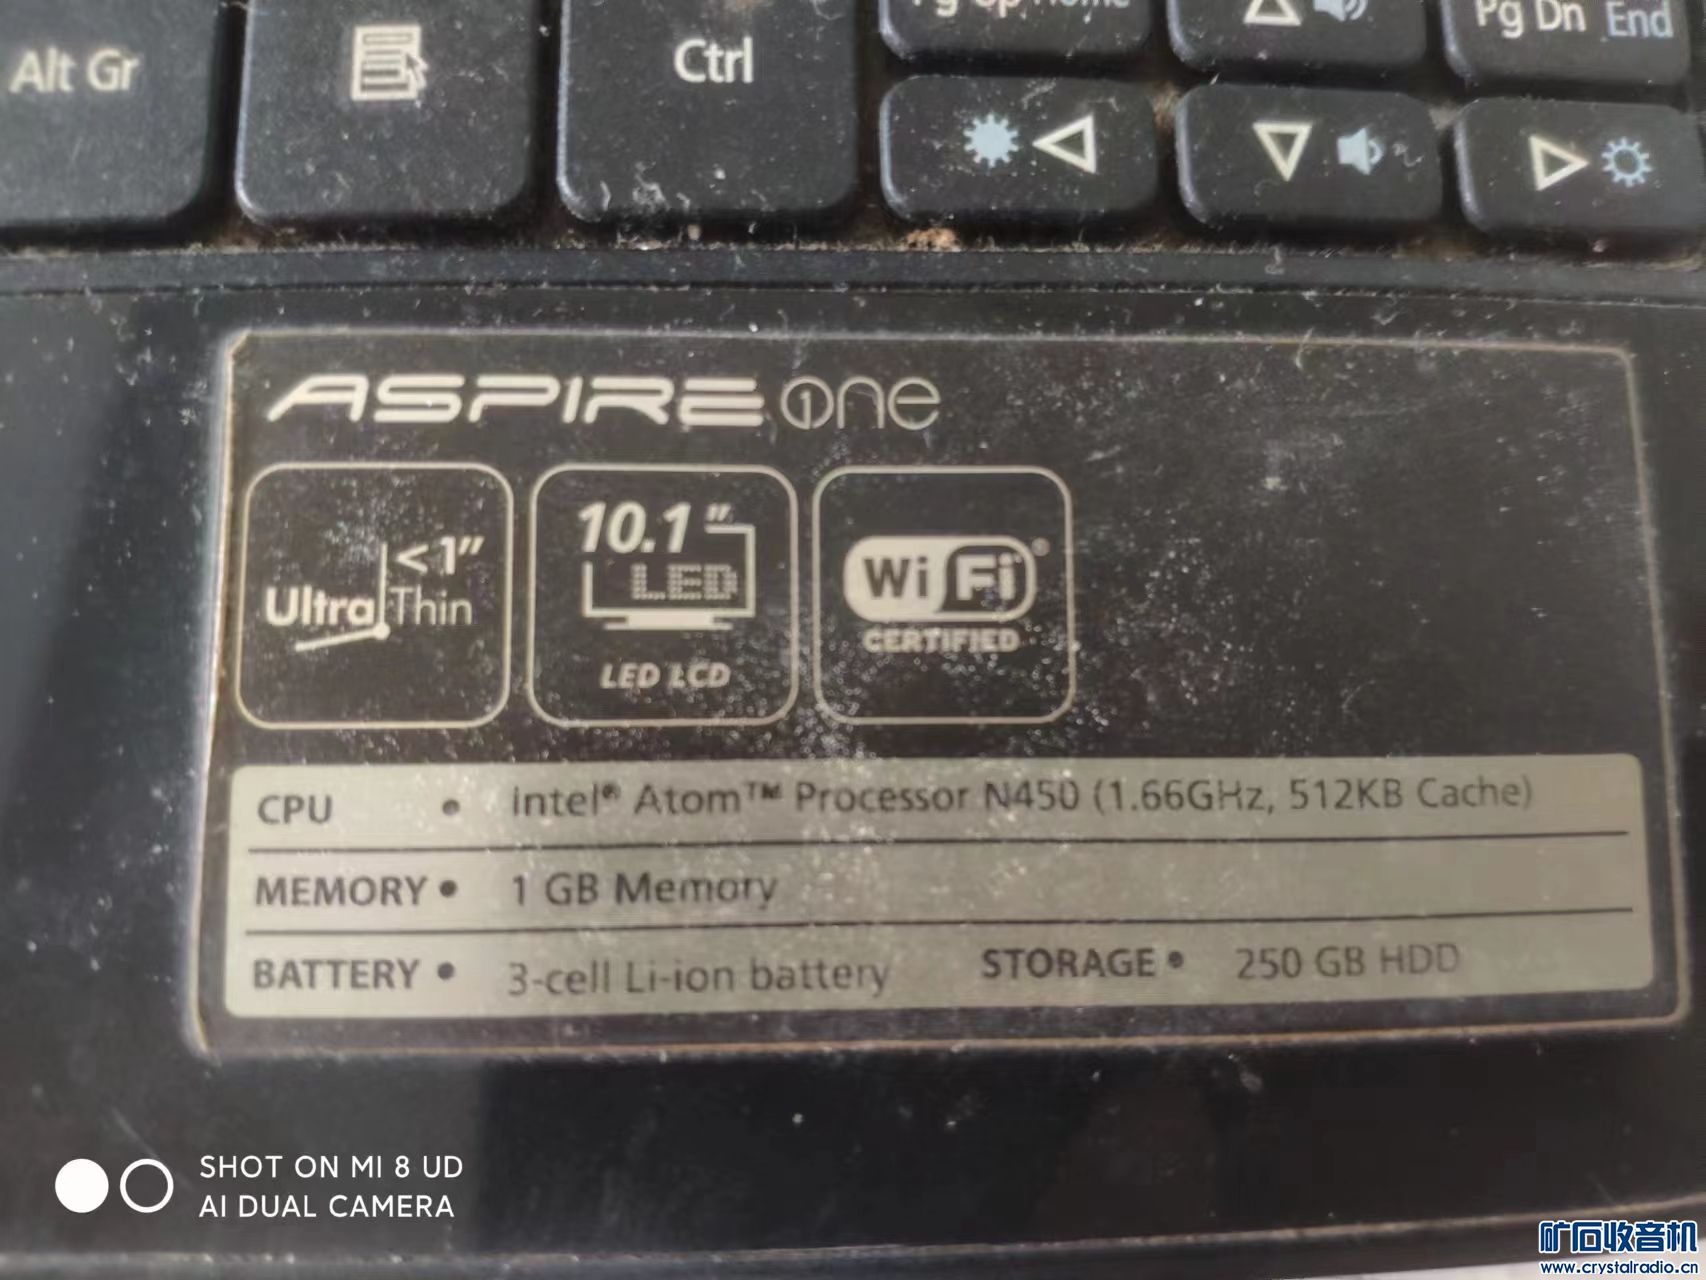 Alt Gr
Ctrl
Pg Up Home
Pg Dn End
ASPIRE one
<1"
Ultra Thin
10.1"
LED
LED LCD
Wi Fi®
CERTIFIED
CPU • Intel® Atom™ Processor N450 (1.66GHz, 512KB Cache)
MEMORY • 1 GB Memory
BATTERY • 3-cell Li-ion battery STORAGE • 250 GB HDD
SHOT ON MI 8 UD
AI DUAL CAMERA
矿石收音机
www.crystalradio.cn